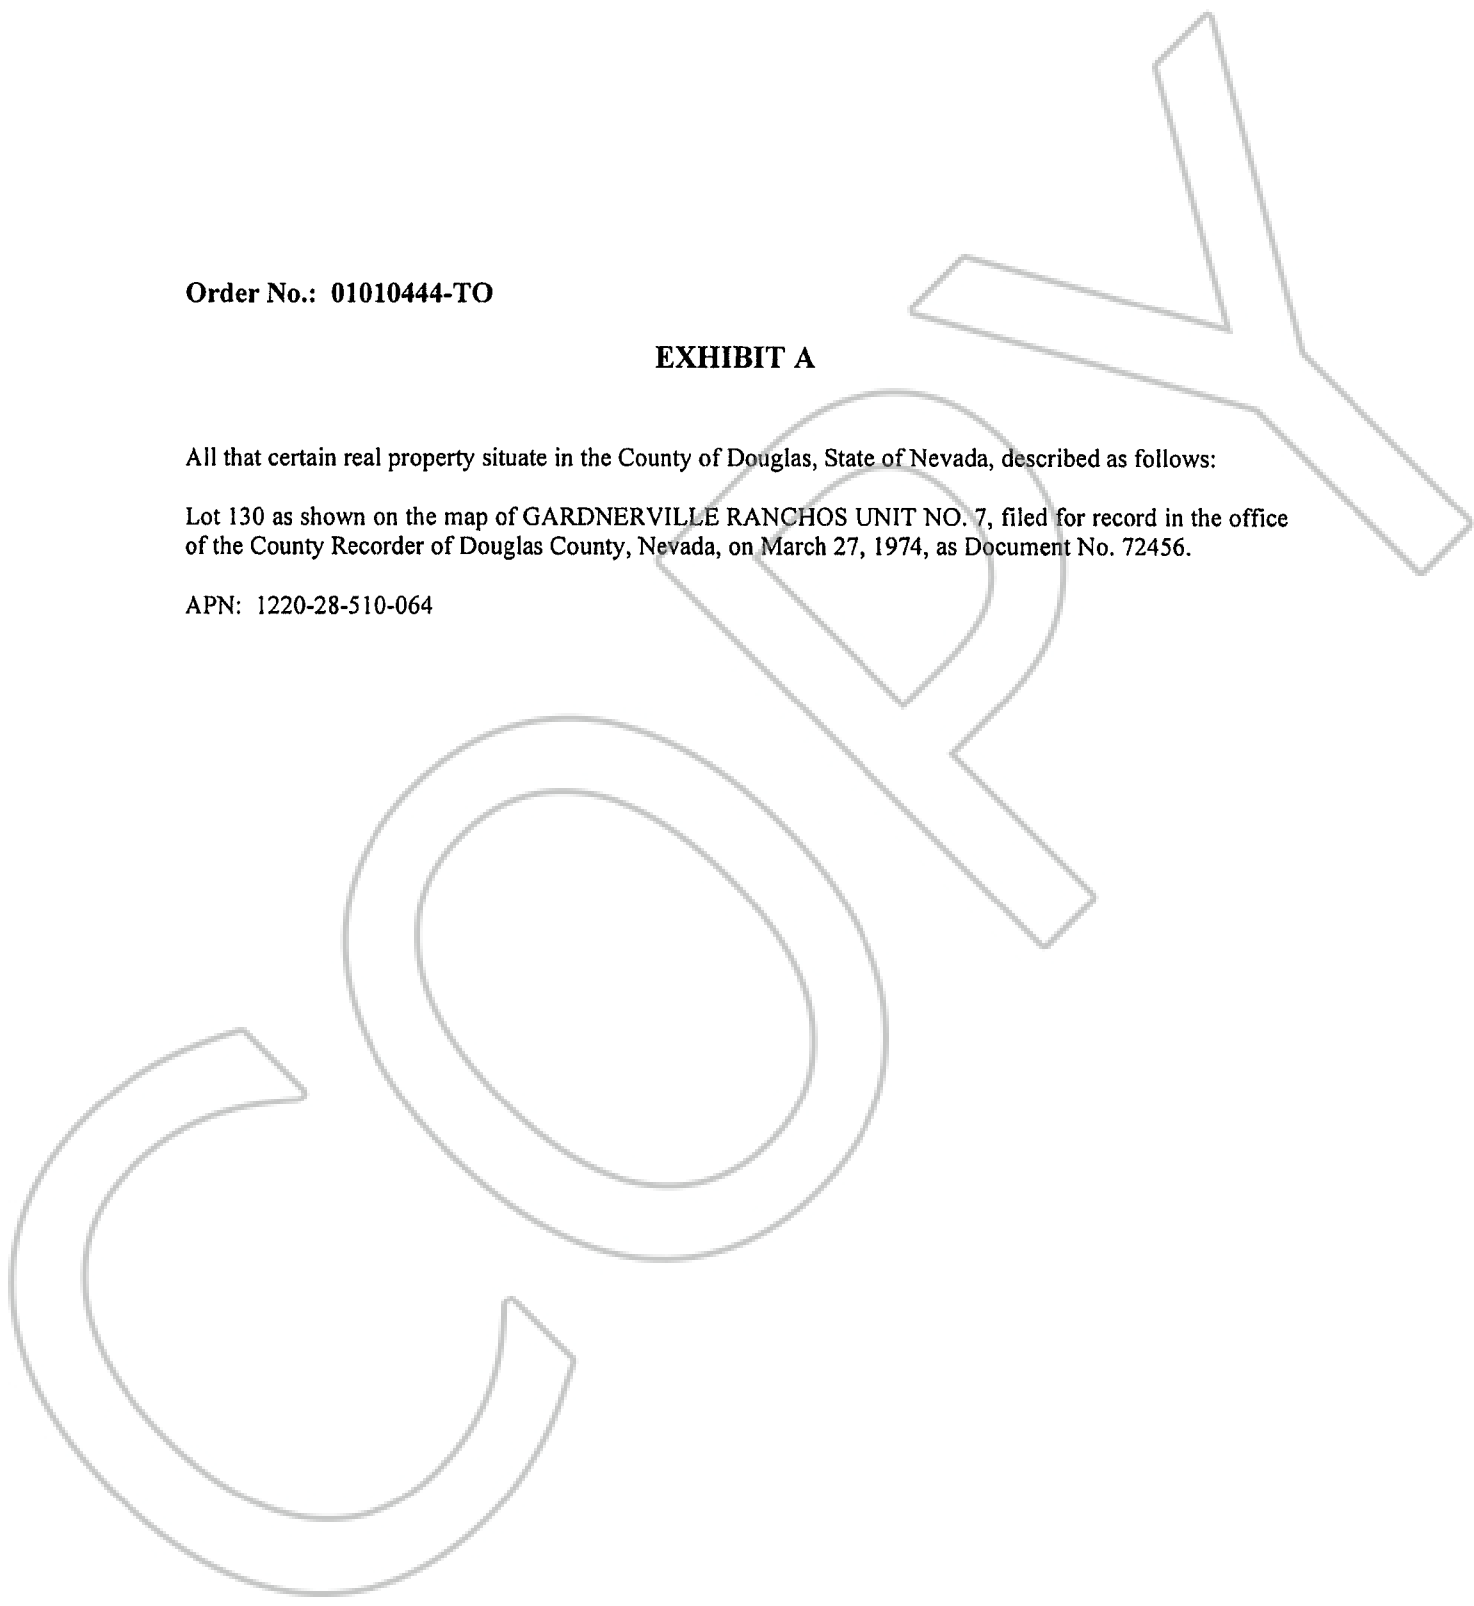 Order No.: 01010444-TO
EXHIBIT A
All that certain real property situate in the County of Douglas, State of Nevada, described as follows:
Lot 130 as shown on the map of GARDNERVILLE RANCHOS UNIT NO. 7, filed for record in the office
of the County Recorder of Douglas County, Nevada, on March 27, 1974, as Document No. 72456.
APN: 1220-28-510-064
COPY